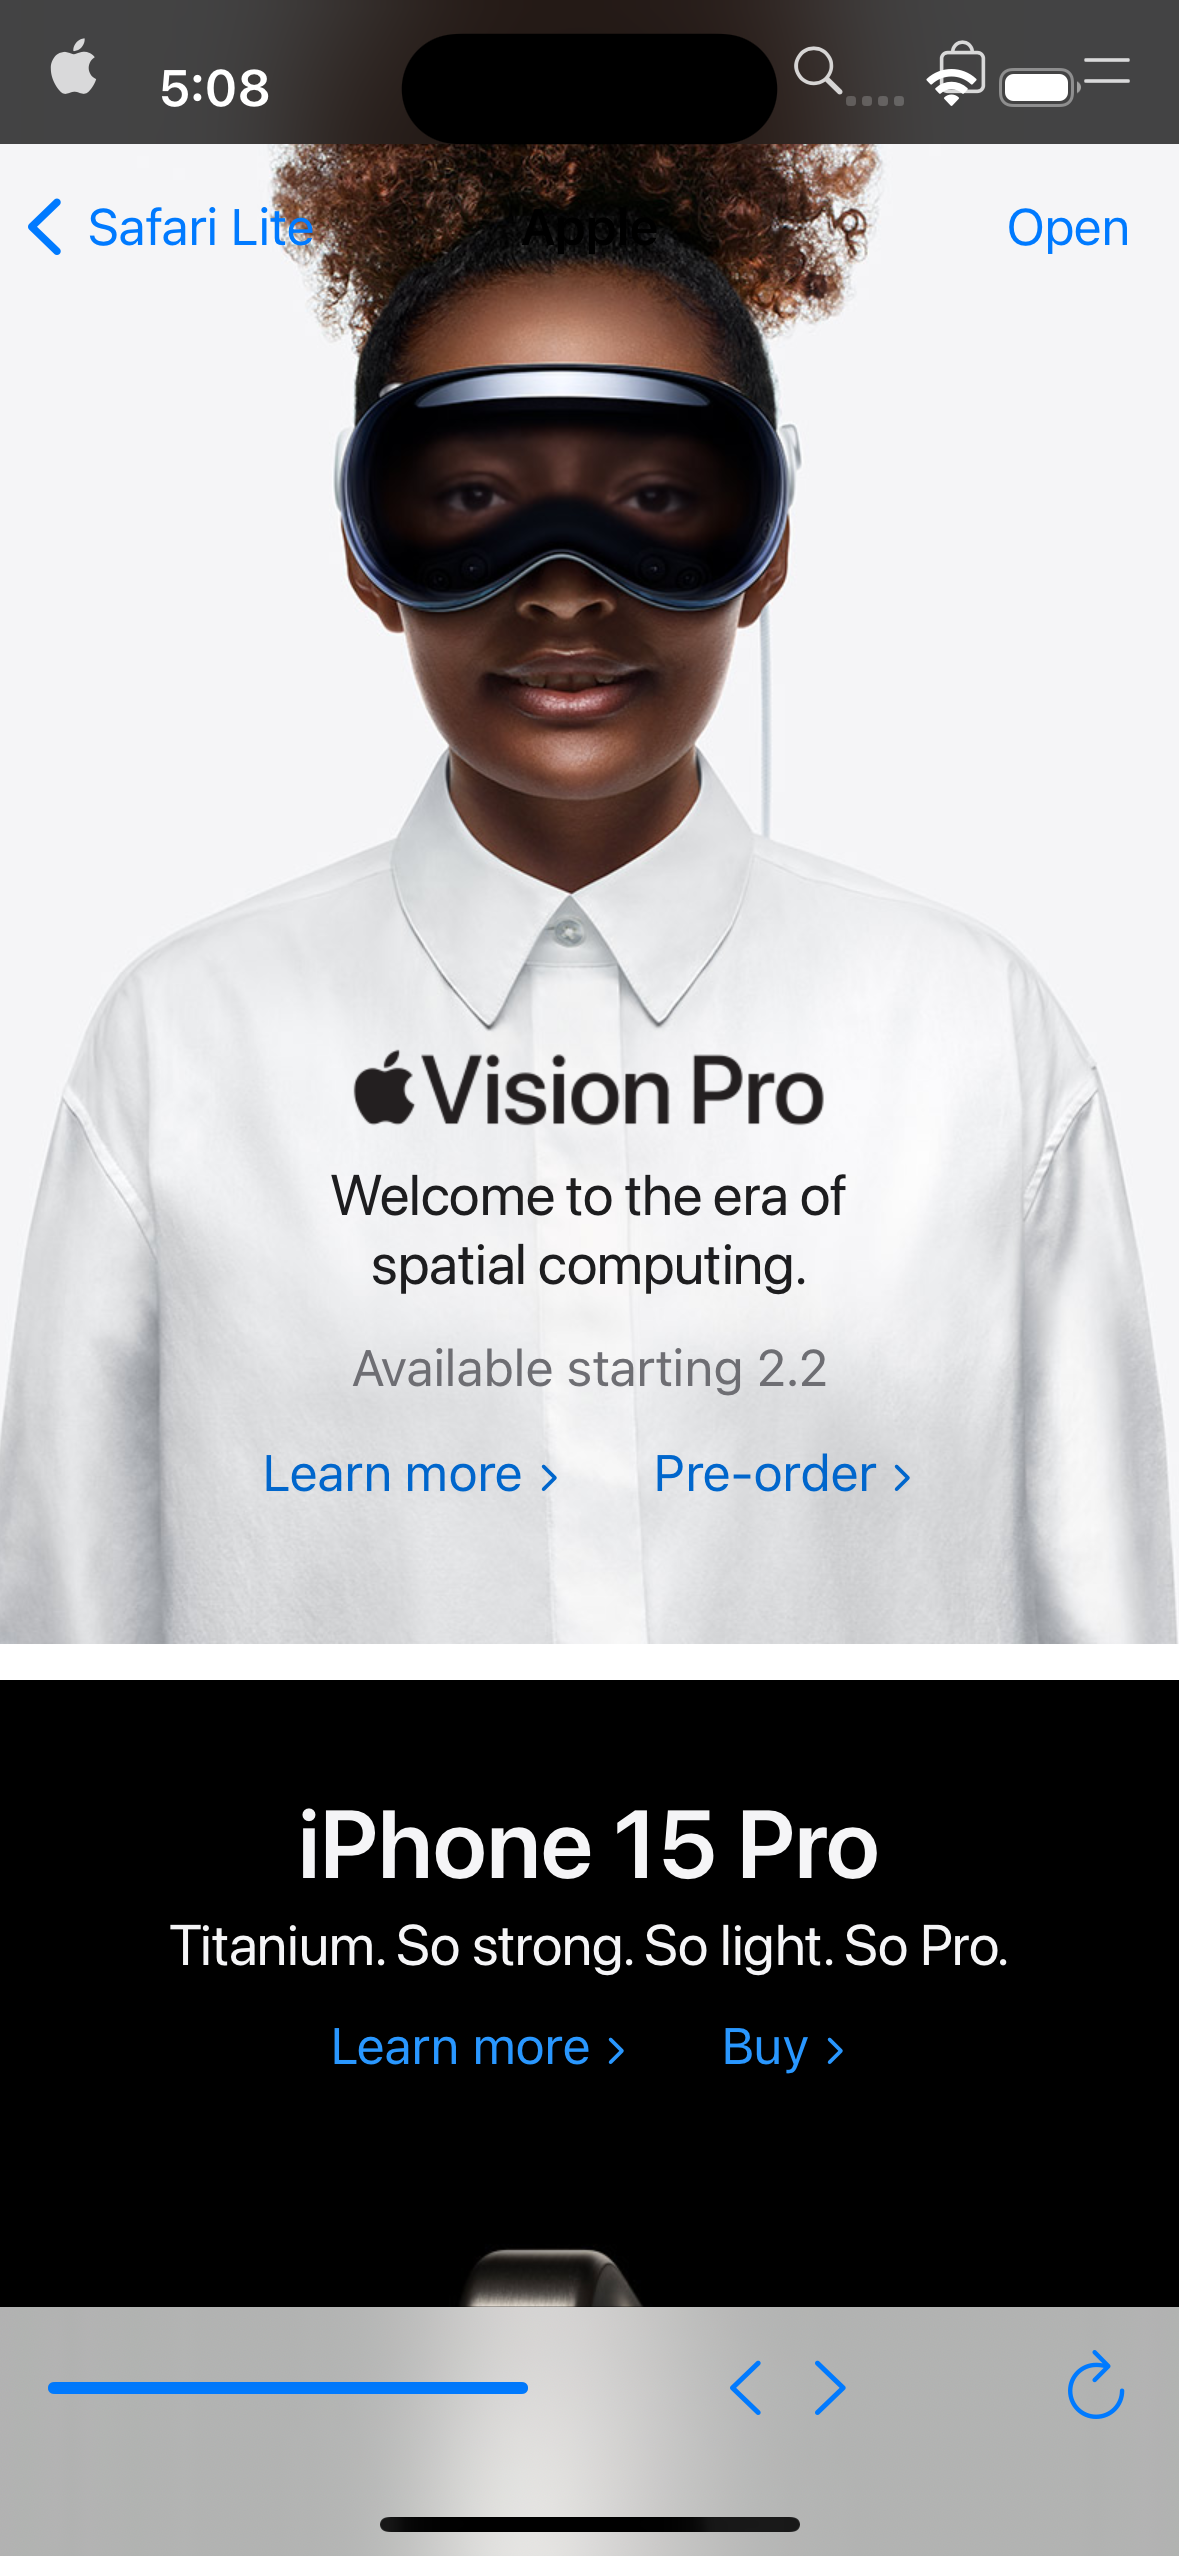 5:08
Safari Lite
Apple
Open
Vision Pro
Welcome to the era of
spatial computing.
Available starting 2.2
Learn more
Pre-order
iPhone 15 Pro
Titanium. So strong. So light. So Pro.
Learn more
Buy